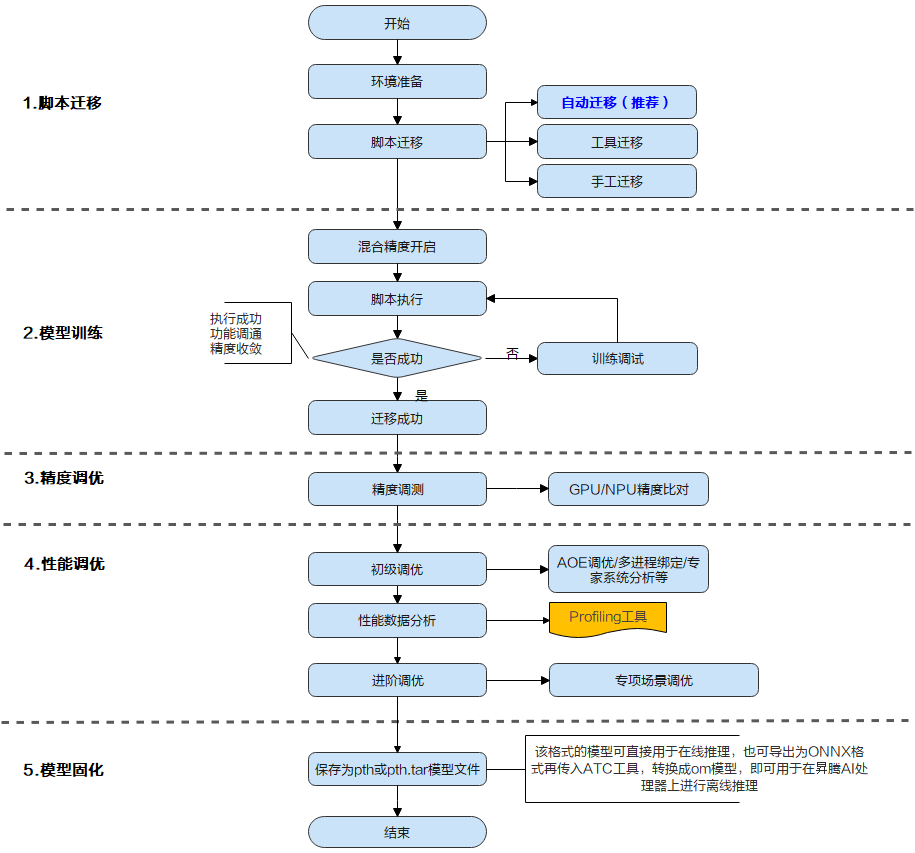 开始
1.脚本迁移
环境准备
脚本迁移
自动迁移（推荐）
工具迁移
手工迁移
2.模型训练
混合精度开启
脚本执行
执行成功
功能调通
精度收敛
是否成功
否
训练调试
是
迁移成功
3.精度调优
精度调测
GPU/NPU精度比对
4.性能调优
初级调优
AOE调优/多进程绑定/专
家系统分析等
性能数据分析
Profiling工具
进阶调优
专项场景调优
5.模型固化
保存为pth或pth.tar模型文件
该格式的模型可直接用于在线推理，也可导出为ONNX格
式再传入ATC工具，转换成om模型，即可用于在昇腾AI处
理器上进行离线推理
结束